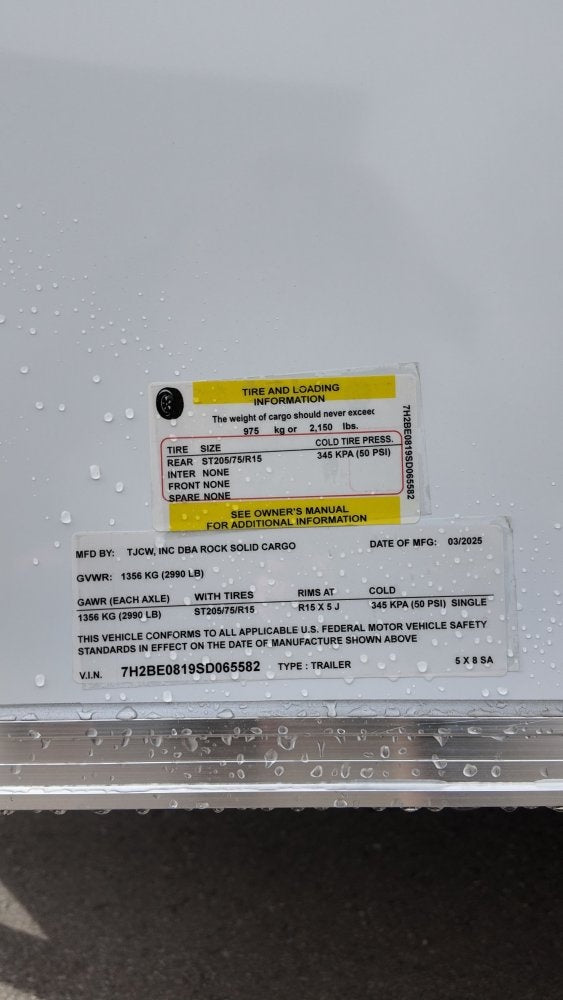 TIRE AND LOADING
INFORMATION
The weight of cargo should never exceed
975 kg or 2,150 lbs.
TIRE SIZE COLD TIRE PRESS.
REAR ST205/75/R15 345 KPA (50 PSI)
INTER NONE
FRONT NONE
SPARE NONE
SEE OWNER'S MANUAL
FOR ADDITIONAL INFORMATION
7H2BE0819SD065582
MFD BY: TJCW, INC DBA ROCK SOLID CARGO DATE OF MFG: 03/2025
GVWR: 1356 KG (2990 LB)
GAWR (EACH AXLE) WITH TIRES RIMS AT COLD
1356 KG (2990 LB) ST205/75/R15 R15 X 5 J 345 KPA (50 PSI) SINGLE
THIS VEHICLE CONFORMS TO ALL APPLICABLE U.S. FEDERAL MOTOR VEHICLE SAFETY
STANDARDS IN EFFECT ON THE DATE OF MANUFACTURE SHOWN ABOVE
V.I.N. 7H2BE0819SD065582 TYPE : TRAILER 5 X 8 SA